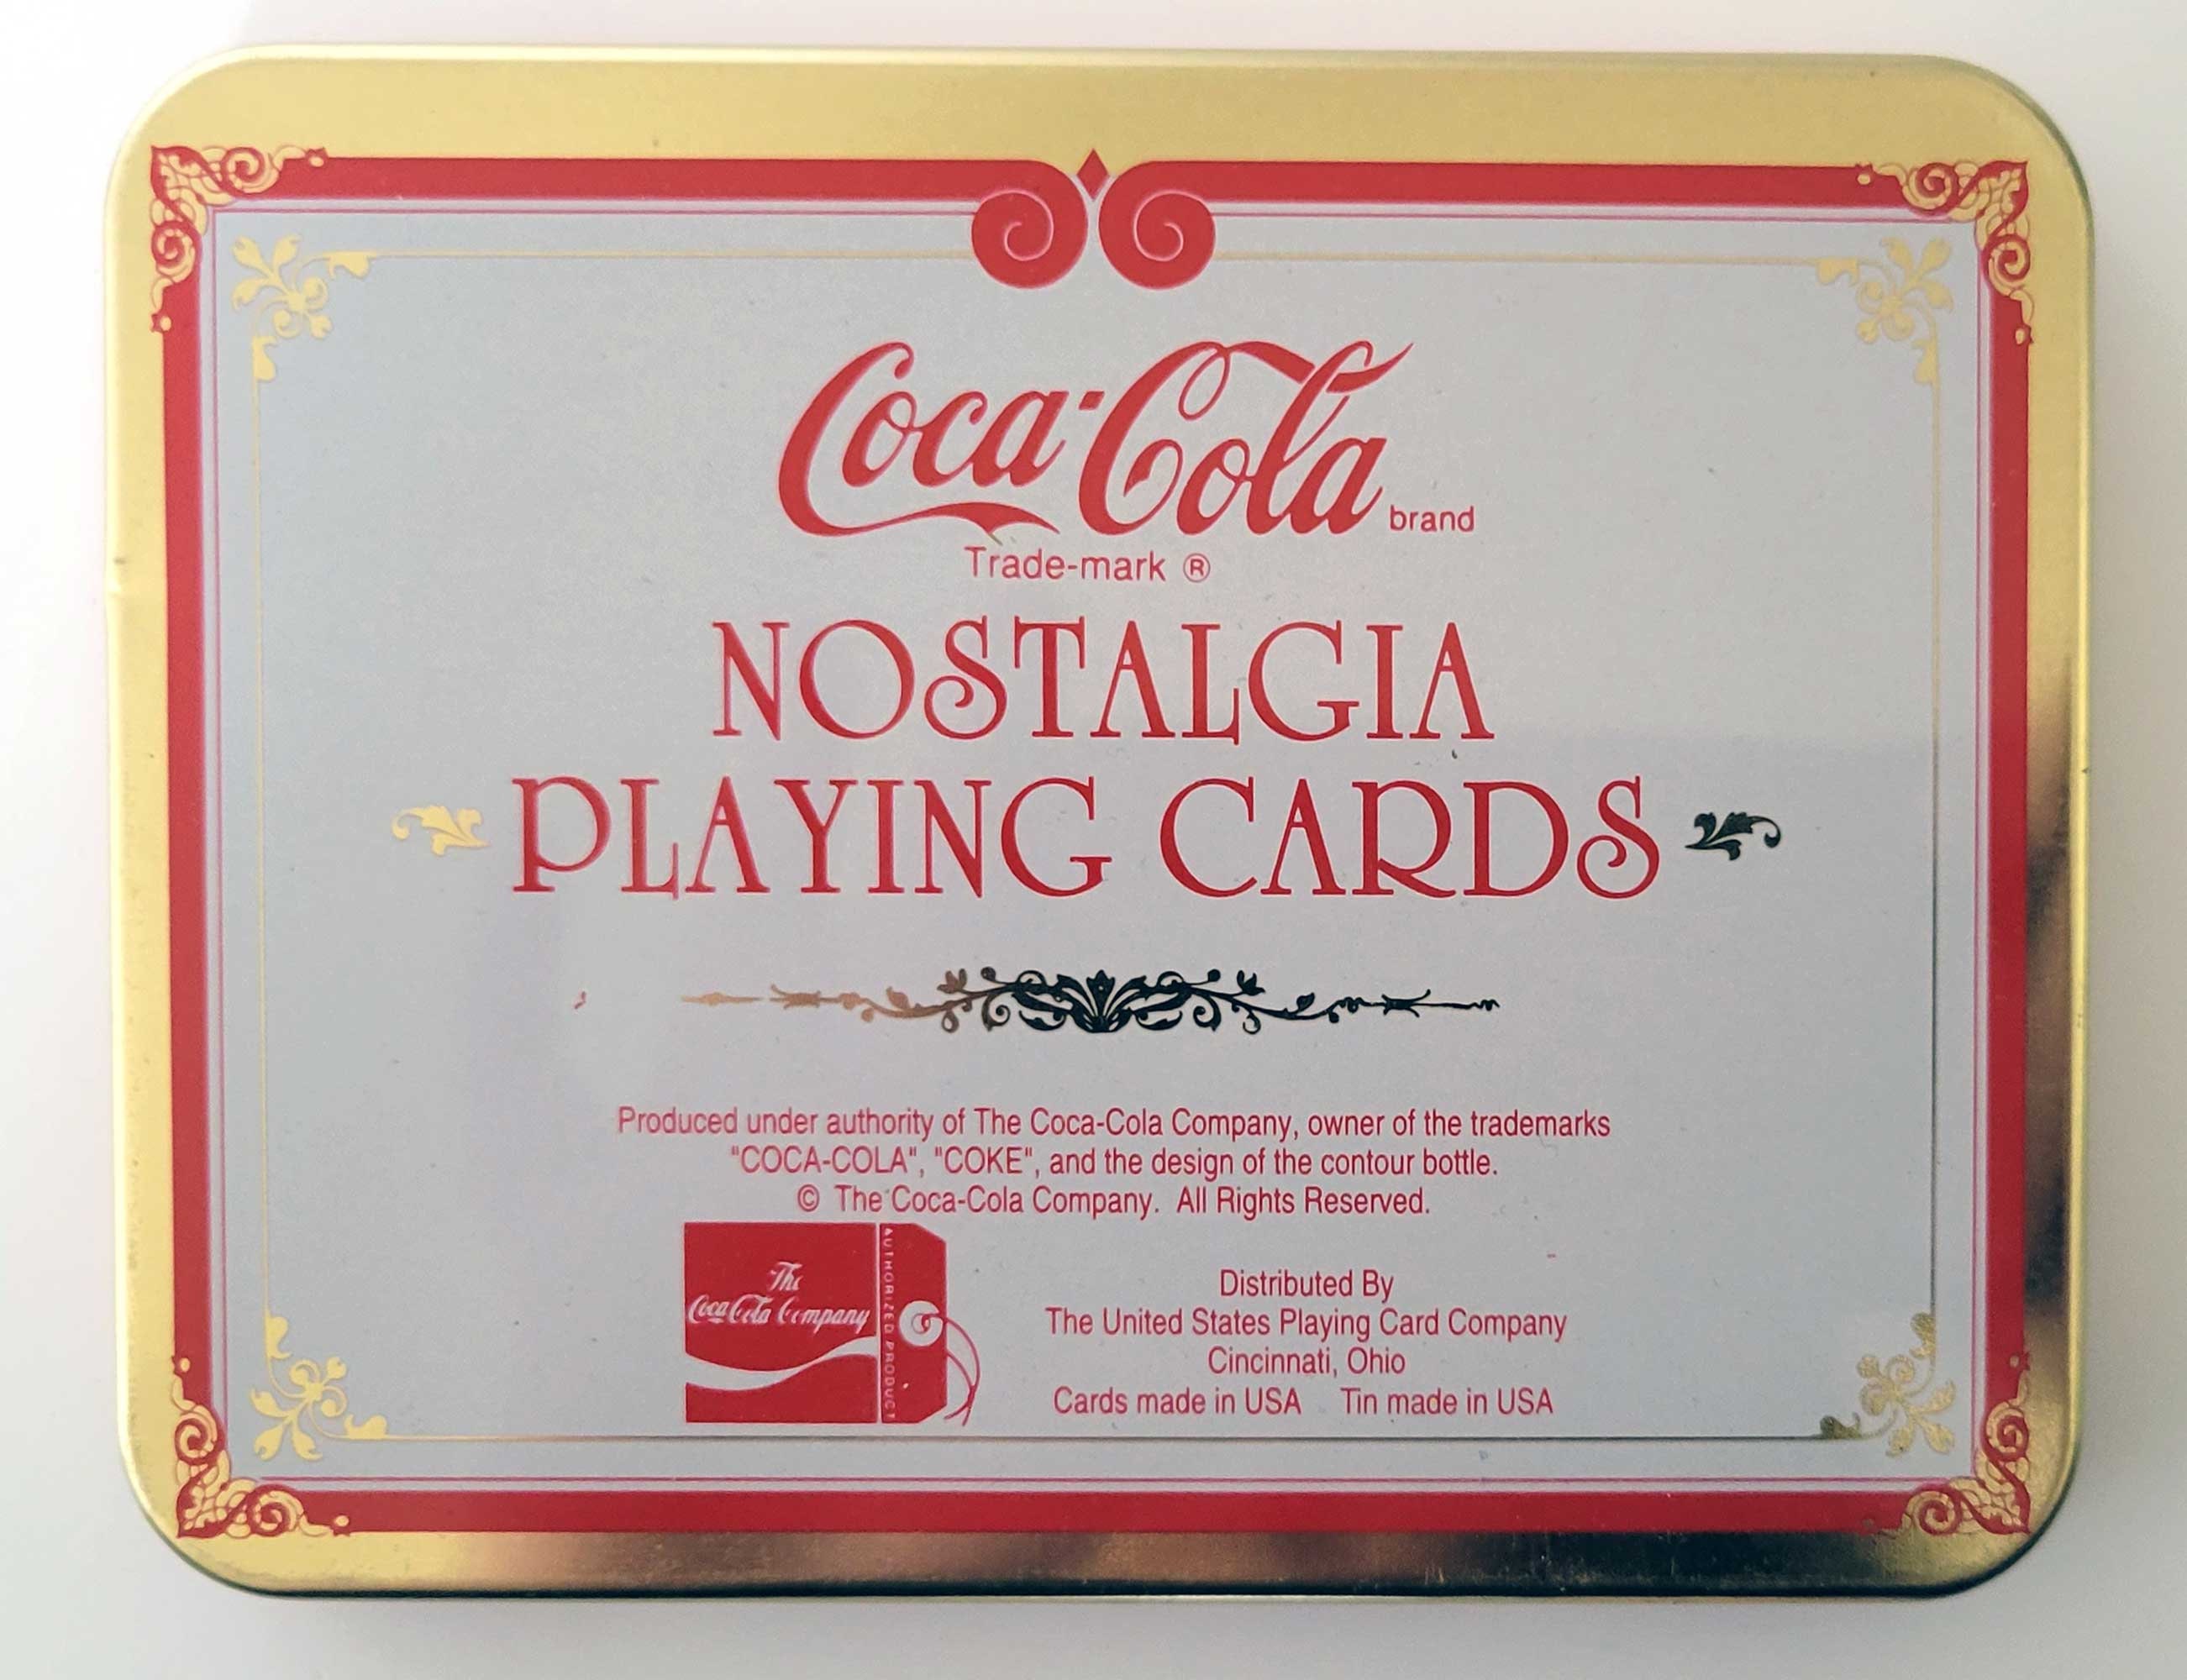 Coca-Cola brand
Trade-mark ®
NOSTALGIA
PLAYING CARDS
Produced under authority of The Coca-Cola Company, owner of the trademarks
"COCA-COLA", "COKE", and the design of the contour bottle.
© The Coca-Cola Company. All Rights Reserved.
The
Coca-Cola Company
AUTHORIZED PRODUCT
Distributed By
The United States Playing Card Company
Cincinnati, Ohio
Cards made in USA Tin made in USA